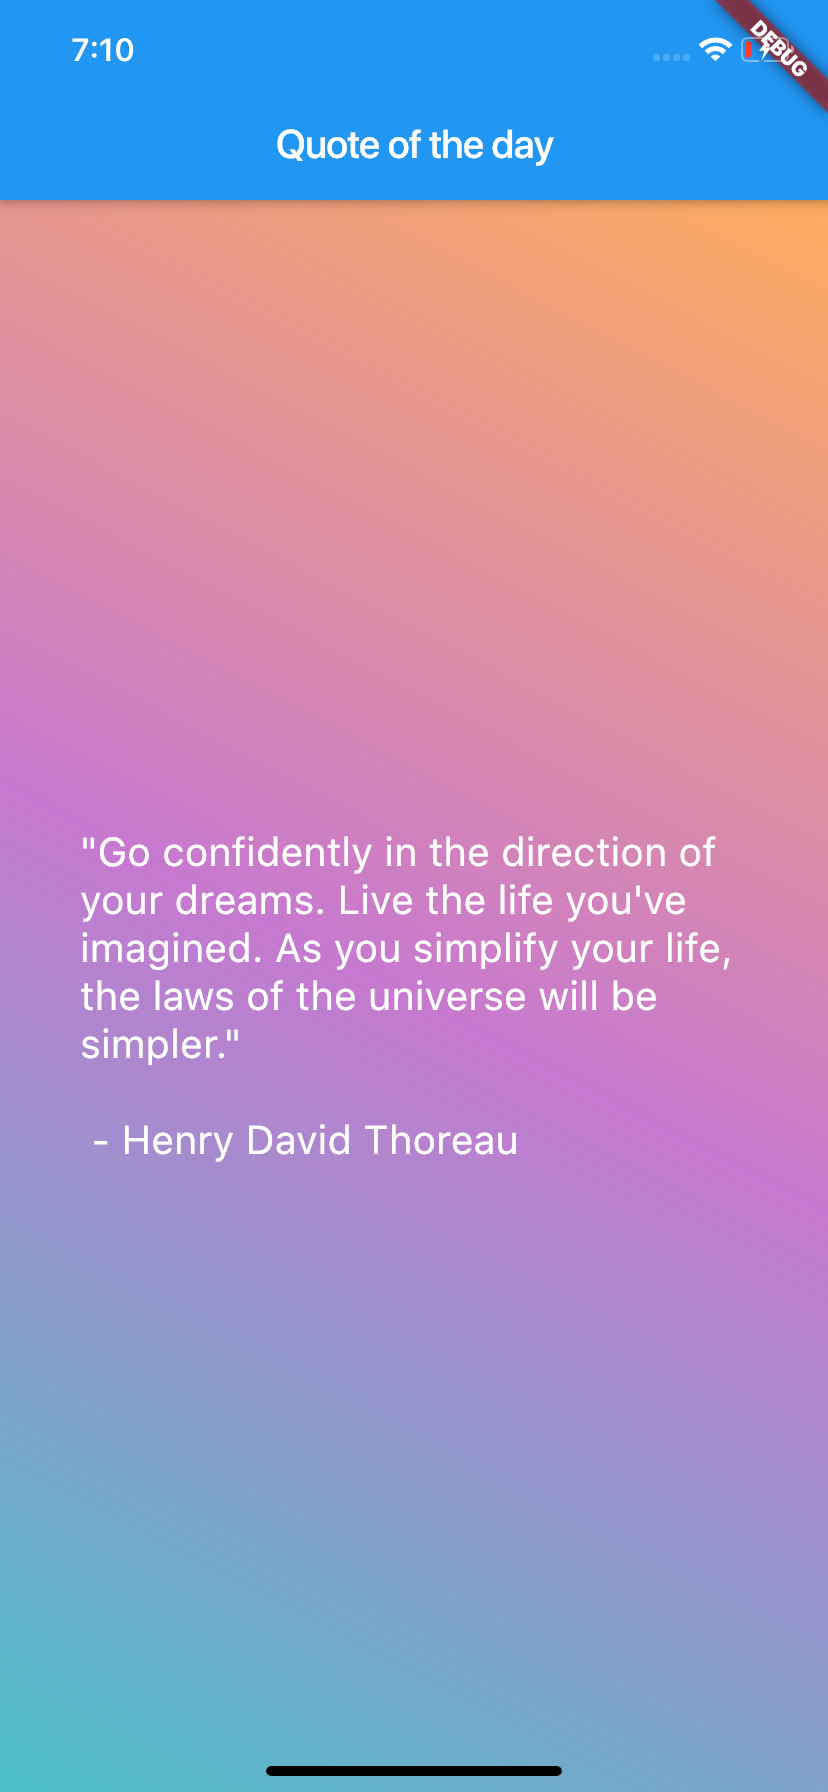 7:10
DEBUG
Quote of the day
"Go confidently in the direction of
your dreams. Live the life you've
imagined. As you simplify your life,
the laws of the universe will be
simpler."
- Henry David Thoreau